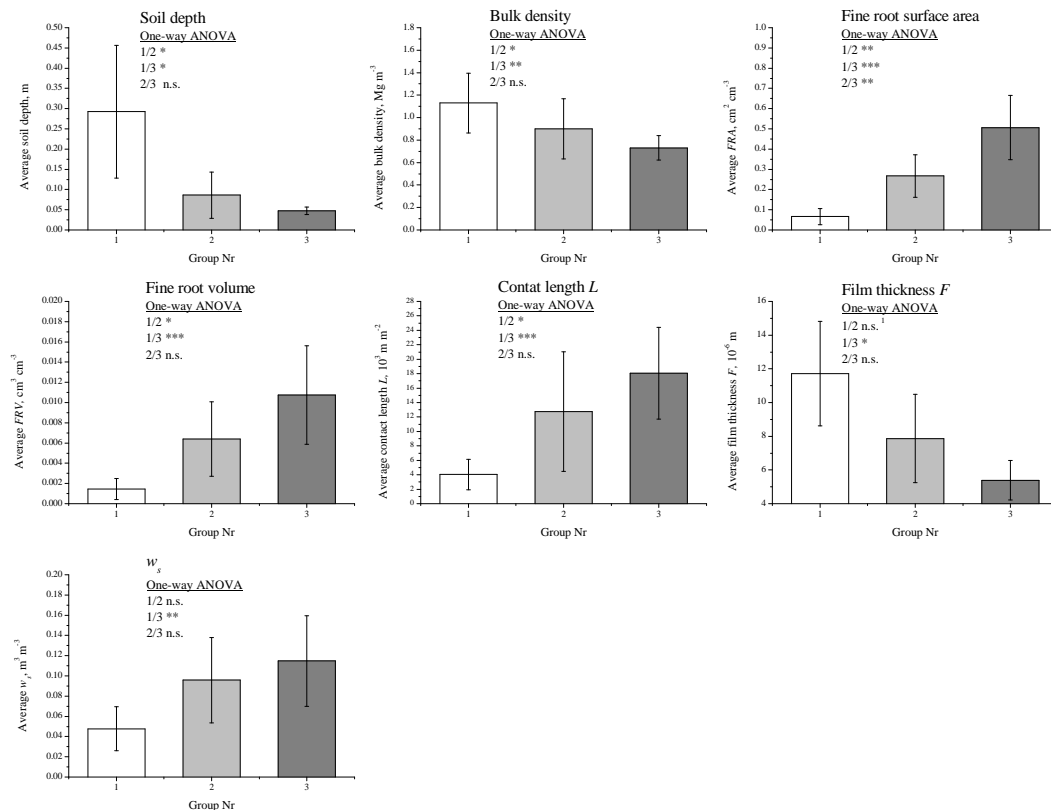 Soil depth
One-way ANOVA
1/2 *
1/3 *
2/3 n.s.
Average soil depth, m
0.50
0.45
0.40
0.35
0.30
0.25
0.20
0.15
0.10
0.05
0.00
1 2 3
Group Nr
Bulk density
One-way ANOVA
1/2 *
1/3 **
2/3 n.s.
Average bulk density, Mg m⁻³
1.8
1.6
1.4
1.2
1.0
0.8
0.6
0.4
0.2
0.0
1 2 3
Group Nr
Fine root surface area
One-way ANOVA
1/2 **
1/3 ***
2/3 **
Average FRA, cm² cm⁻³
1.0
0.9
0.8
0.7
0.6
0.5
0.4
0.3
0.2
0.1
0.0
1 2 3
Group Nr
Fine root volume
One-way ANOVA
1/2 *
1/3 ***
2/3 n.s.
Average FRV, cm³ cm⁻³
0.020
0.018
0.016
0.014
0.012
0.010
0.008
0.006
0.004
0.002
0.000
1 2 3
Group Nr
Contat length L
One-way ANOVA
1/2 *
1/3 ***
2/3 n.s.
Average contact length L, 10³ m m⁻²
28
26
24
22
20
18
16
14
12
10
8
6
4
2
0
1 2 3
Group Nr
Film thickness F
One-way ANOVA
1/2 n.s. ¹
1/3 *
2/3 n.s.
Average film thickness F, 10⁻⁶ m
16
14
12
10
8
6
4
1 2 3
Group Nr
wₛ
One-way ANOVA
1/2 n.s.
1/3 **
2/3 n.s.
Average wₛ, m³ m⁻³
0.20
0.18
0.16
0.14
0.12
0.10
0.08
0.06
0.04
0.02
0.00
1 2 3
Group Nr